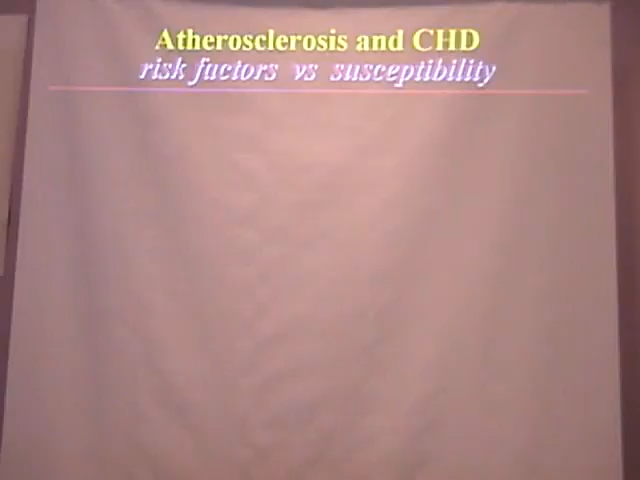 Atherosclerosis and CHD
risk factors vs susceptibility